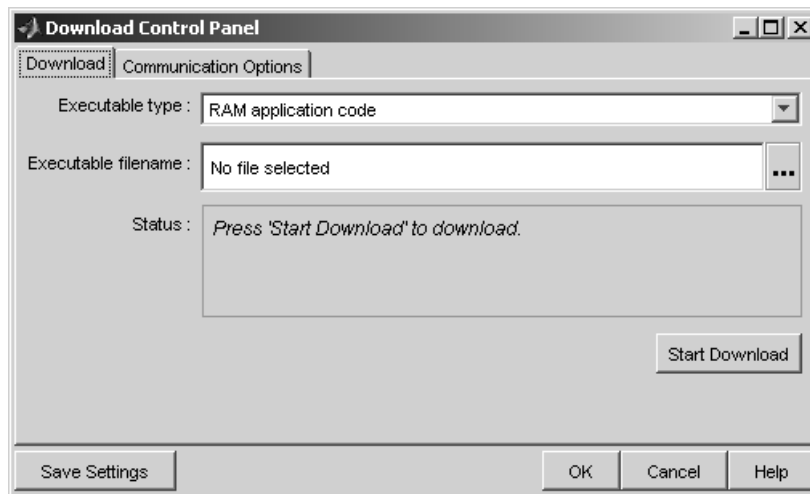 Download Control Panel
Download Communication Options
Executable type : RAM application code
Executable filename : No file selected ...
Status : Press 'Start Download' to download.
Start Download
Save Settings OK Cancel Help